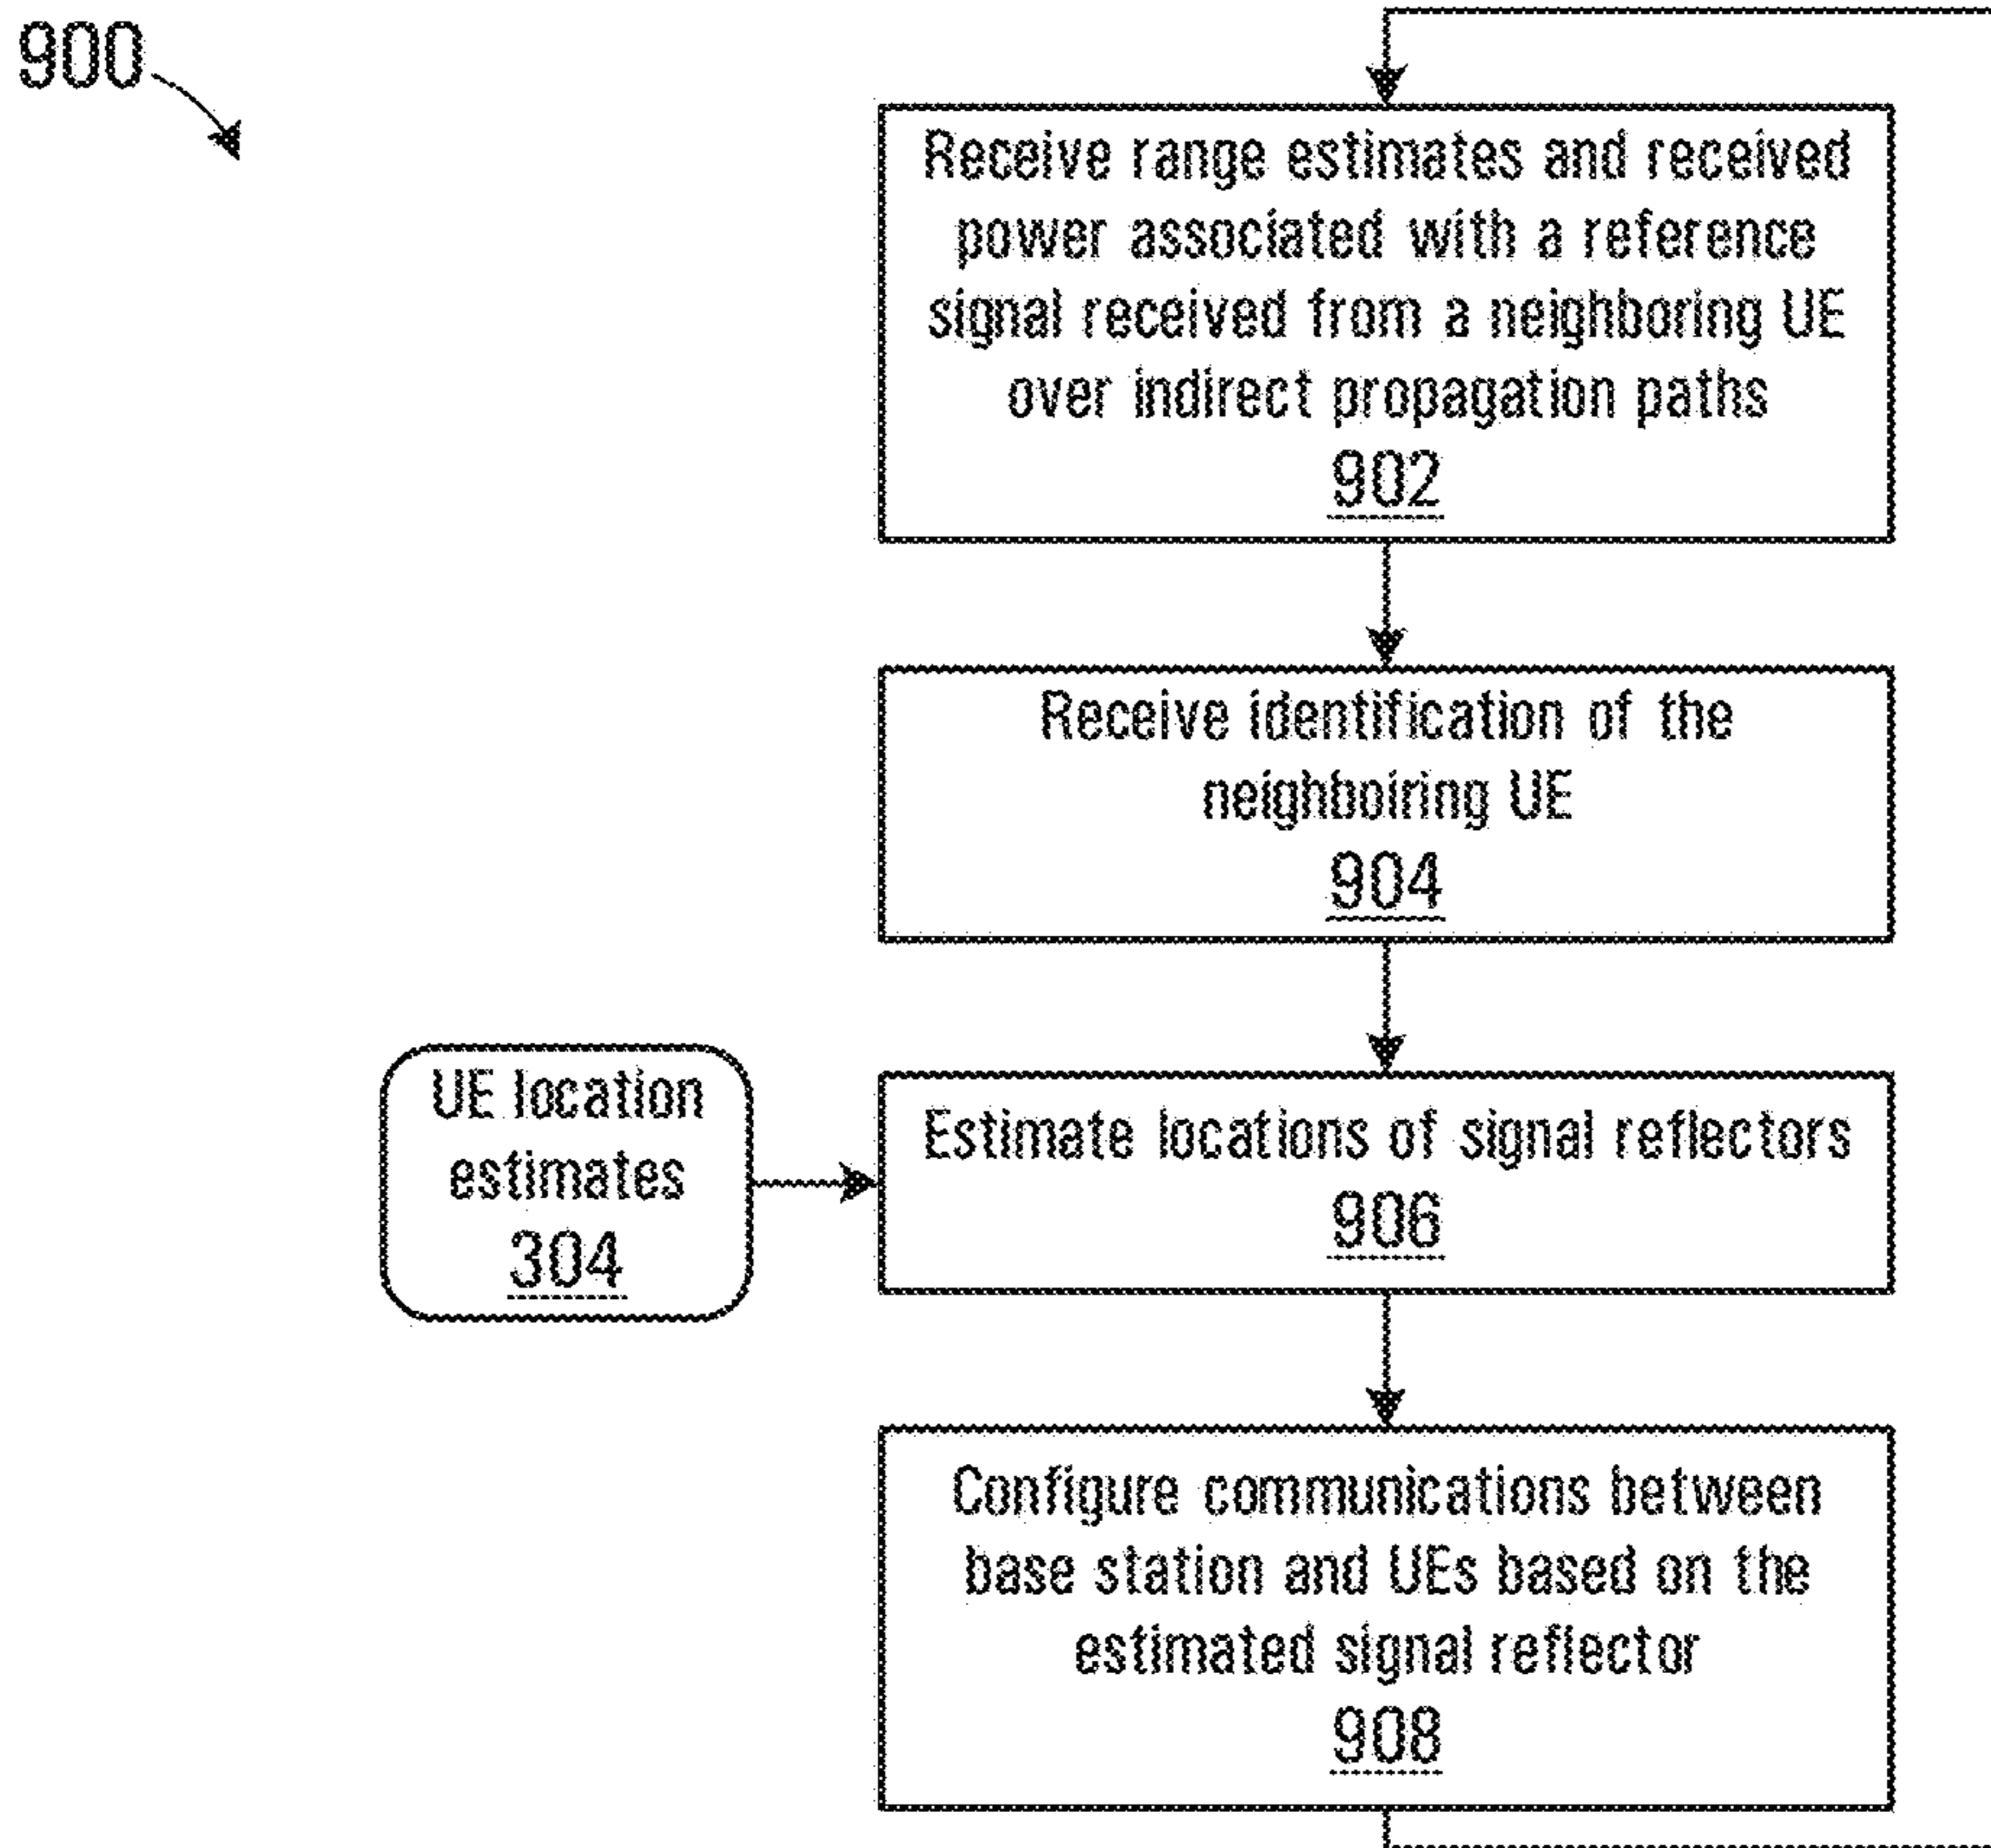 900
Receive range estimates and received
power associated with a reference
signal received from a neighboring UE
over indirect propagation paths
902
Receive identification of the
neighboiring UE
904
UE location
estimates
304
Estimate locations of signal reflectors
906
Configure communications between
base station and UEs based on the
estimated signal reflector
908